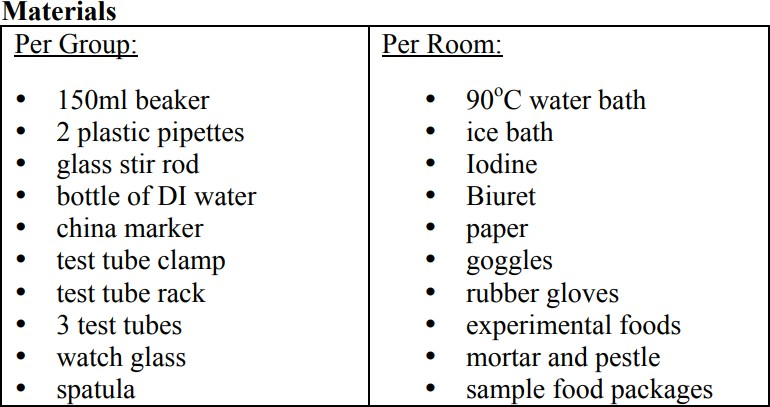 Materials
Per Group:
• 150ml beaker
• 2 plastic pipettes
• glass stir rod
• bottle of DI water
• china marker
• test tube clamp
• test tube rack
• 3 test tubes
• watch glass
• spatula
Per Room:
• 90°C water bath
• ice bath
• Iodine
• Biuret
• paper
• goggles
• rubber gloves
• experimental foods
• mortar and pestle
• sample food packages